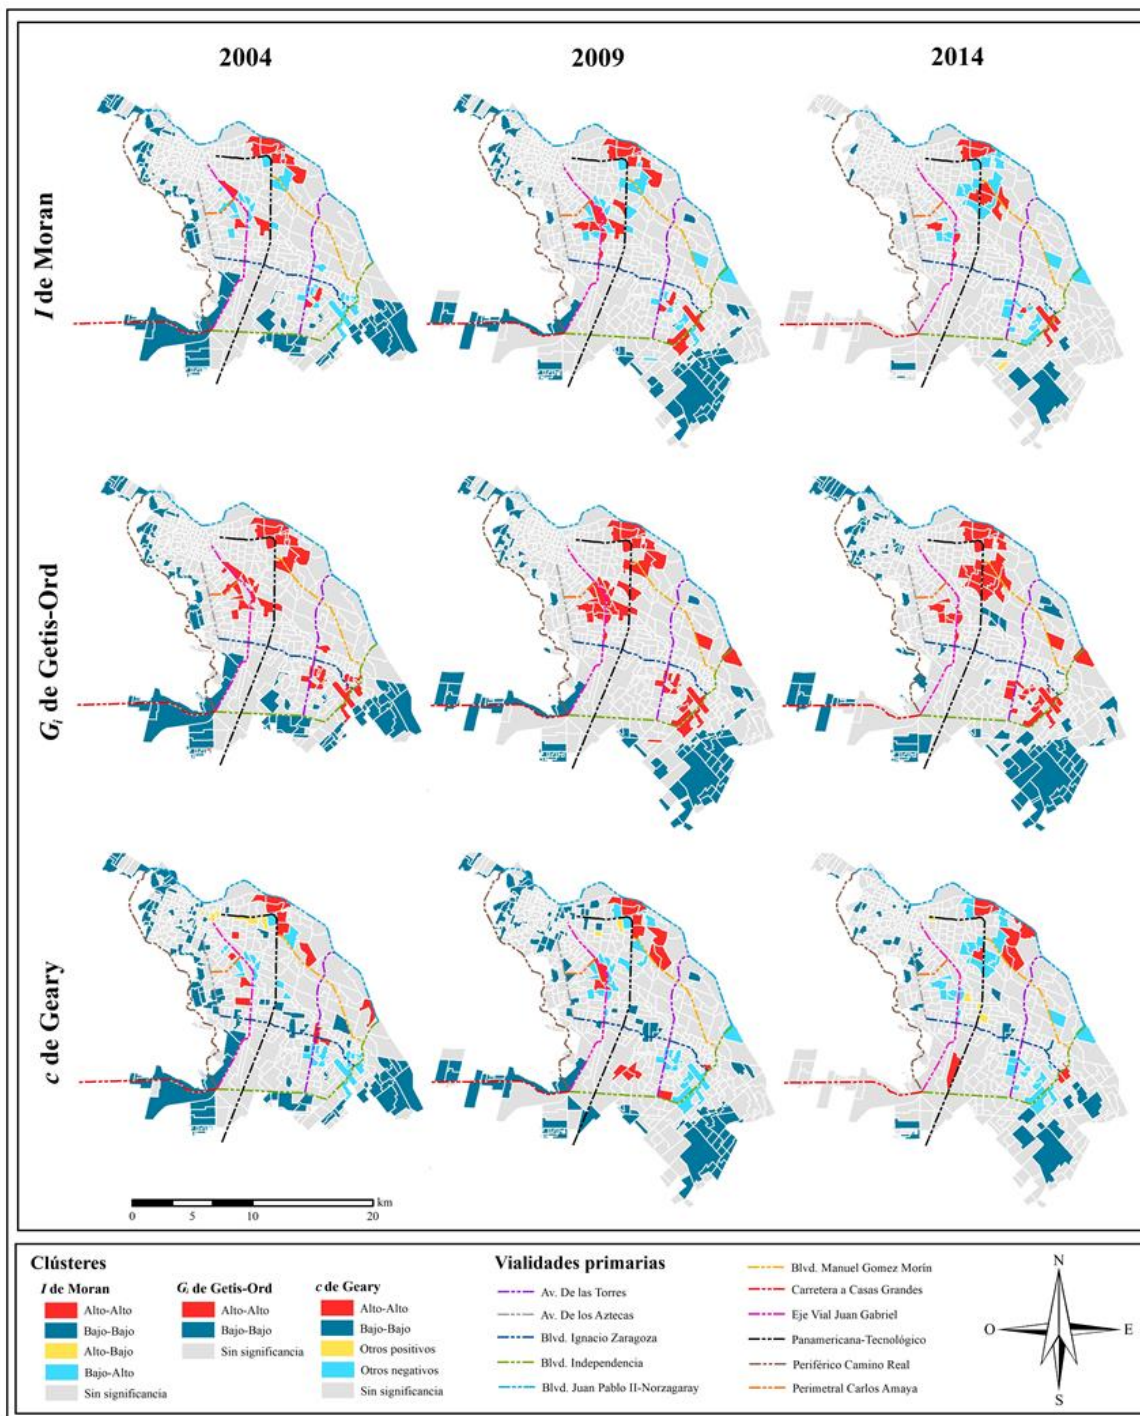 2004 2009 2014
I de Moran
Gi de Getis-Ord
c de Geary
km
0 5 10 20
Clústeres
I de Moran
Alto-Alto
Bajo-Bajo
Alto-Bajo
Bajo-Alto
Sin significancia
Gi de Getis-Ord
Alto-Alto
Bajo-Bajo
Sin significancia
c de Geary
Alto-Alto
Bajo-Bajo
Otros positivos
Otros negativos
Sin significancia
Vialidades primarias
Av. De las Torres
Av. De los Aztecas
Blvd. Ignacio Zaragoza
Blvd. Independencia
Blvd. Juan Pablo II-Norzagaray
Blvd. Manuel Gomez Morín
Carretera a Casas Grandes
Eje Vial Juan Gabriel
Panamericana-Tecnológico
Periférico Camino Real
Perimetral Carlos Amaya
N
O E
S